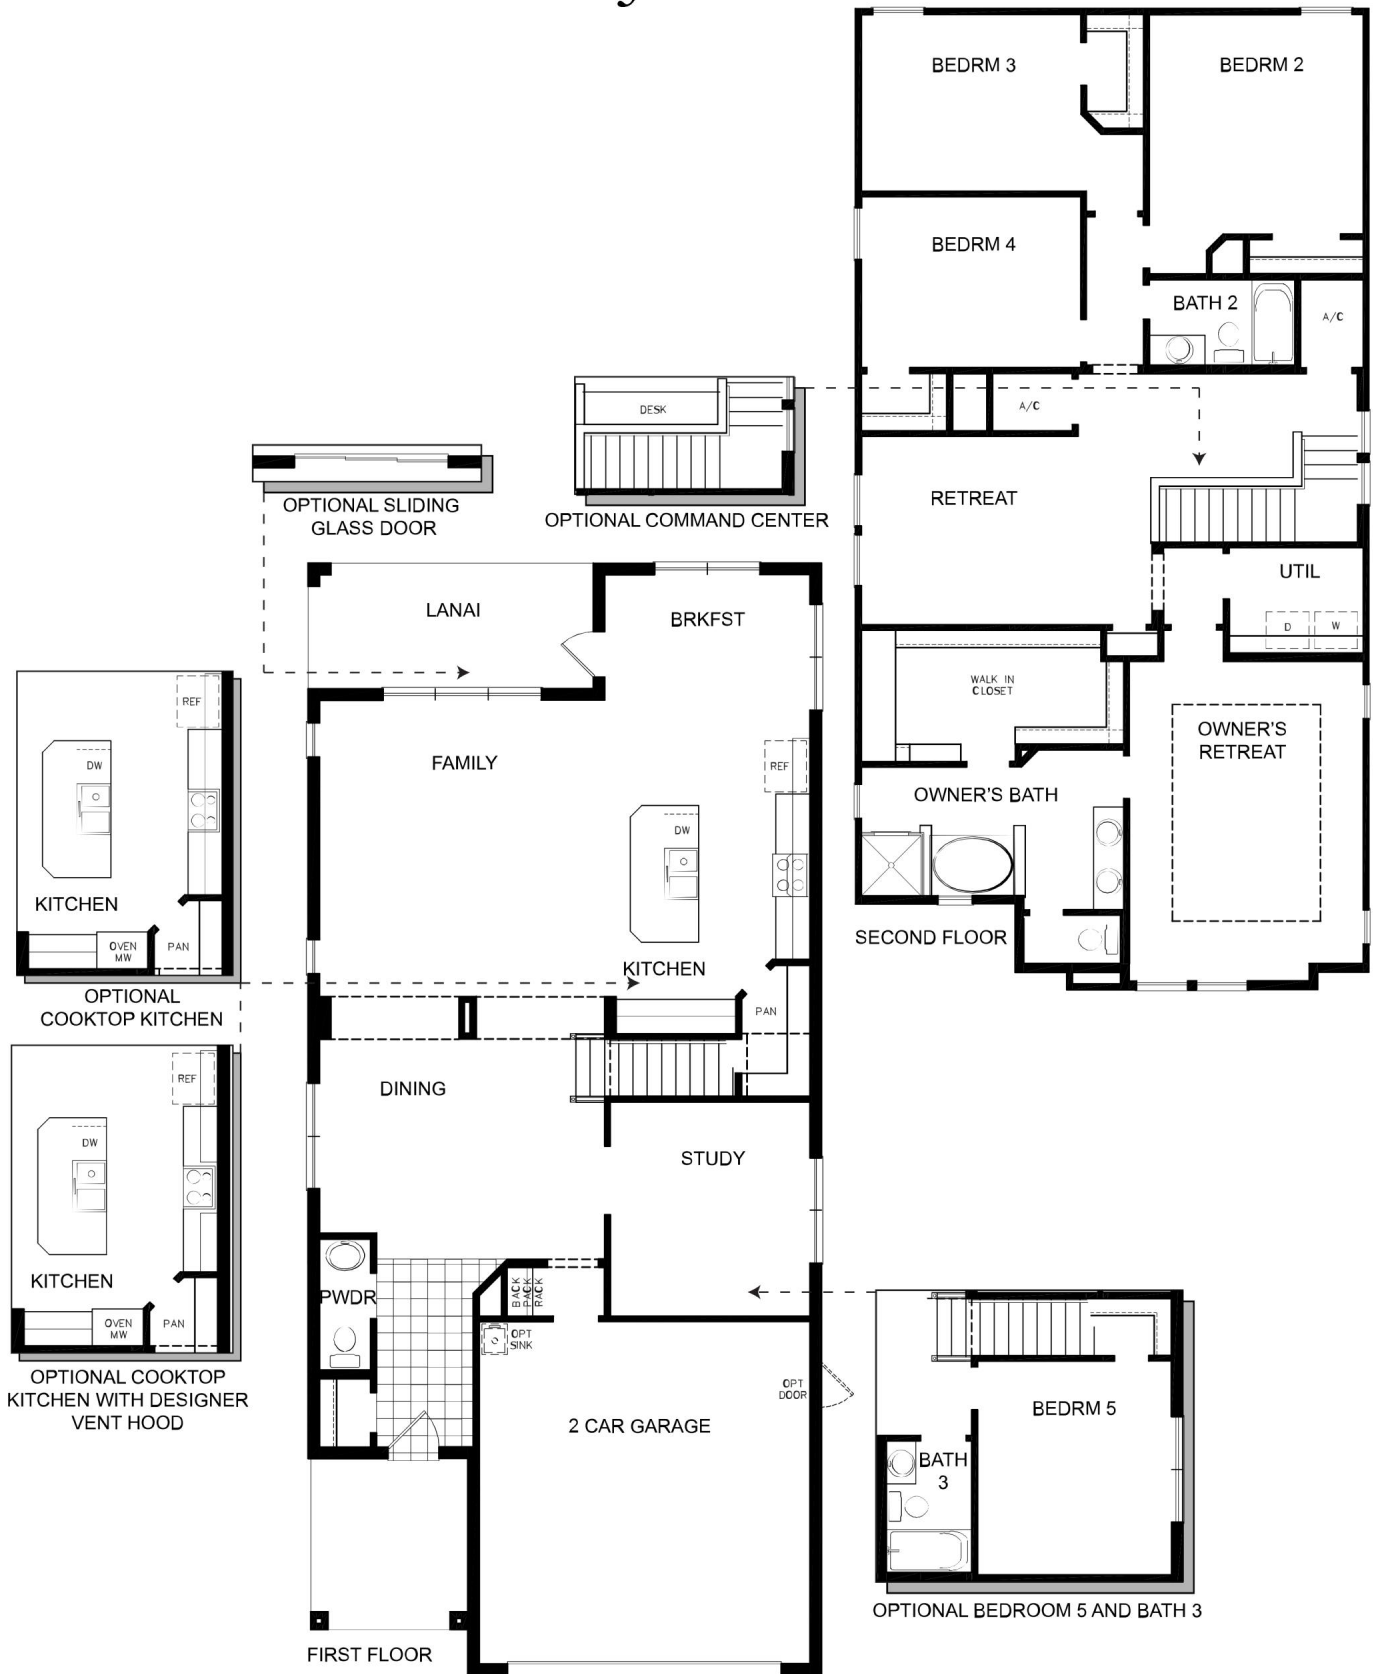 BEDRM 3
BEDRM 2
BEDRM 4
BATH 2
A/C
A/C
DESK
RETREAT
OPTIONAL SLIDING
GLASS DOOR
OPTIONAL COMMAND CENTER
UTIL
D
W
LANAI
BRKFST
WALK IN
CLOSET
OWNER'S
RETREAT
REF
DW
KITCHEN
OVEN
MW
PAN
OPTIONAL
COOKTOP KITCHEN
FAMILY
REF
DW
KITCHEN
PAN
OWNER'S BATH
SECOND FLOOR
REF
DW
KITCHEN
OVEN
MW
PAN
OPTIONAL COOKTOP
KITCHEN WITH DESIGNER
VENT HOOD
DINING
STUDY
PWDR
BACK
PACK
RACK
OPT
SINK
OPT
DOOR
2 CAR GARAGE
BEDRM 5
BATH
3
OPTIONAL BEDROOM 5 AND BATH 3
FIRST FLOOR